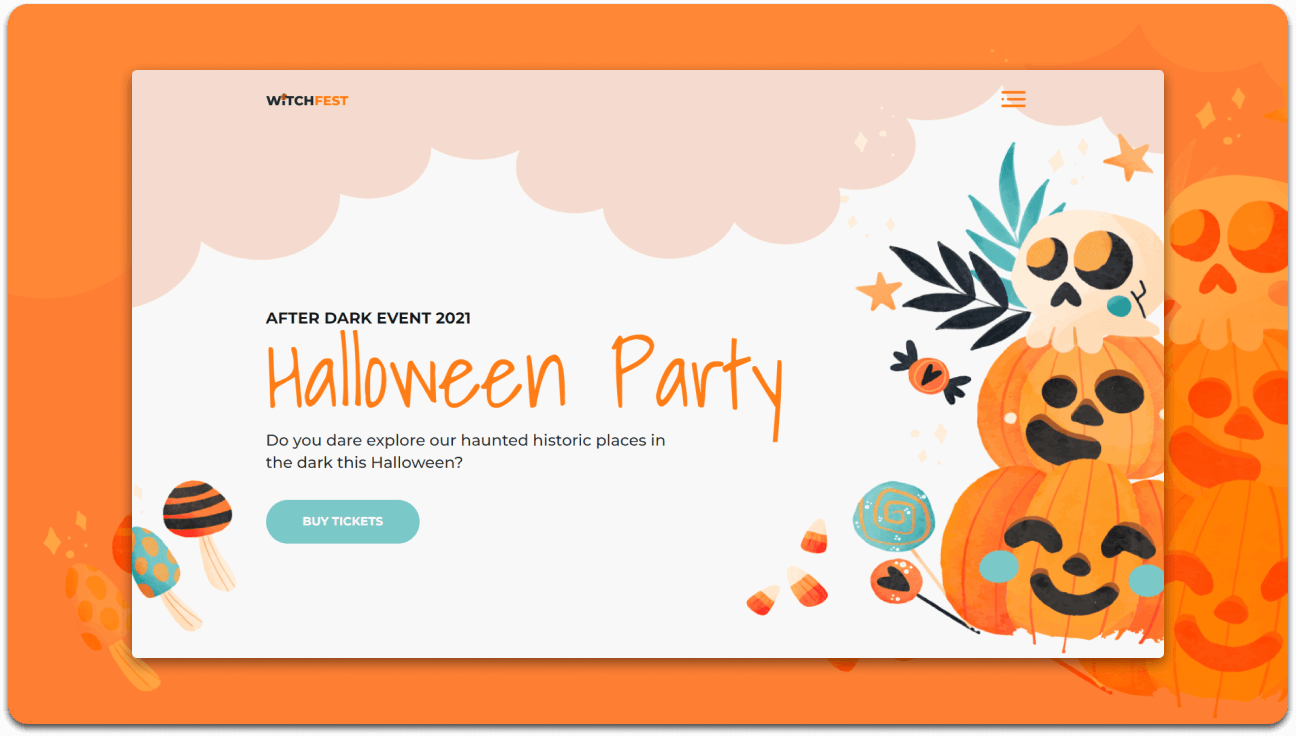 WiTCHFEST
AFTER DARK EVENT 2021
Halloween Party
Do you dare explore our haunted historic places in
the dark this Halloween?
BUY TICKETS